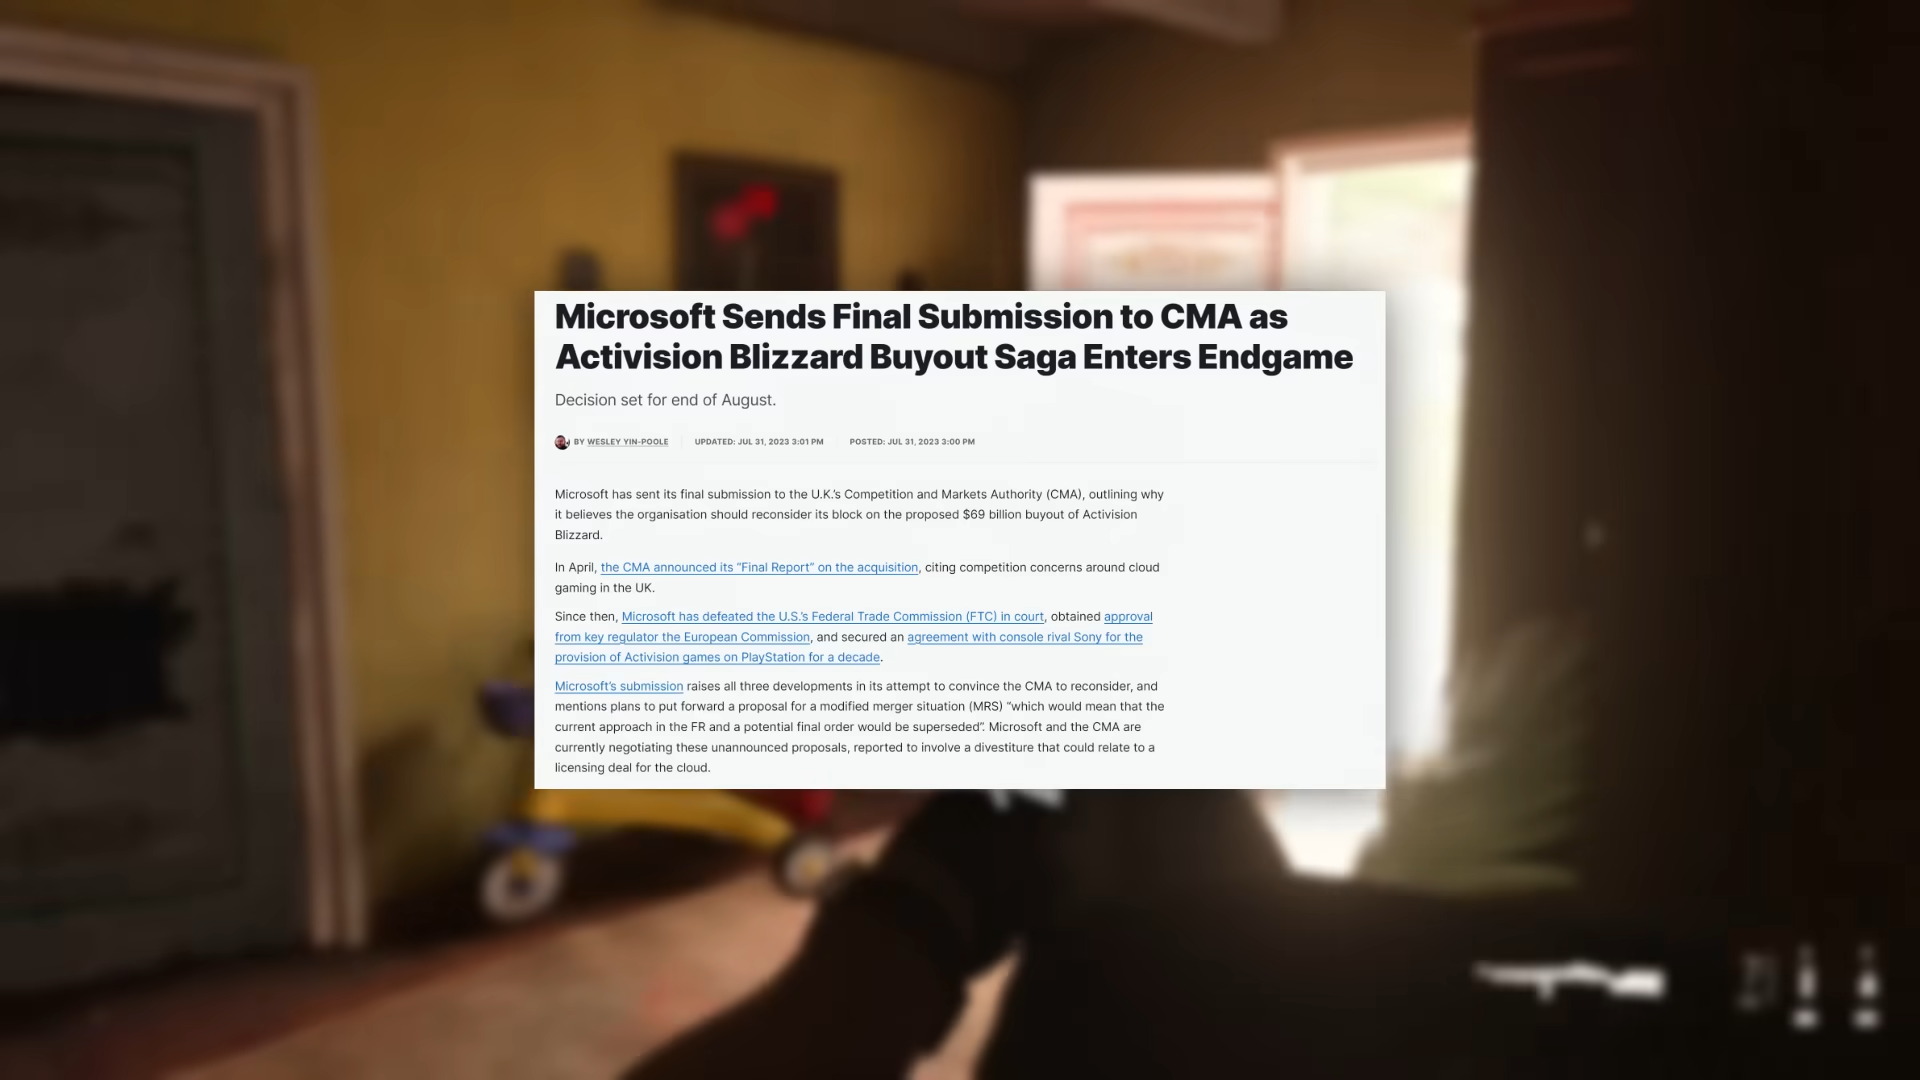 Microsoft Sends Final Submission to CMA as
Activision Blizzard Buyout Saga Enters Endgame
Decision set for end of August.
BY WESLEY YIN-POOLE UPDATED: JUL 31, 2023 3:01 PM POSTED: JUL 31, 2023 3:00 PM
Microsoft has sent its final submission to the U.K.'s Competition and Markets Authority (CMA), outlining why
it believes the organisation should reconsider its block on the proposed $69 billion buyout of Activision
Blizzard.
In April, the CMA announced its “Final Report” on the acquisition, citing competition concerns around cloud
gaming in the UK.
Since then, Microsoft has defeated the U.S.'s Federal Trade Commission (FTC) in court, obtained approval
from key regulator the European Commission, and secured an agreement with console rival Sony for the
provision of Activision games on PlayStation for a decade.
Microsoft's submission raises all three developments in its attempt to convince the CMA to reconsider, and
mentions plans to put forward a proposal for a modified merger situation (MRS) “which would mean that the
current approach in the FR and a potential final order would be superseded”. Microsoft and the CMA are
currently negotiating these unannounced proposals, reported to involve a divestiture that could relate to a
licensing deal for the cloud.